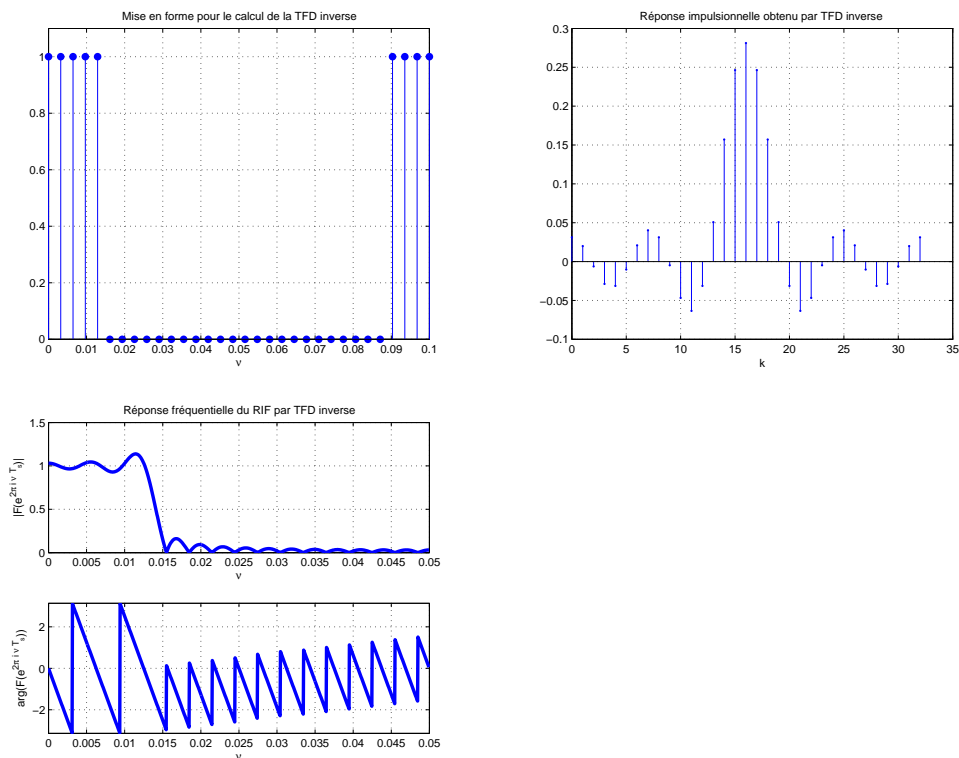 Mise en forme pour le calcul de la TFD inverse
1
0.8
0.6
0.4
0.2
0
0 0.01 0.02 0.03 0.04 0.05 0.06 0.07 0.08 0.09 0.1
ν
Réponse impulsionnelle obtenu par TFD inverse
0.3
0.25
0.2
0.15
0.1
0.05
0
−0.05
−0.1
0 5 10 15 20 25 30 35
k
Réponse fréquentielle du RIF par TFD inverse
|F(e^{2π i ν T_s})|
1.5
1
0.5
0
0 0.005 0.01 0.015 0.02 0.025 0.03 0.035 0.04 0.045 0.05
ν
arg(F(e^{2π i ν T_s}))
2
0
−2
0 0.005 0.01 0.015 0.02 0.025 0.03 0.035 0.04 0.045 0.05
ν